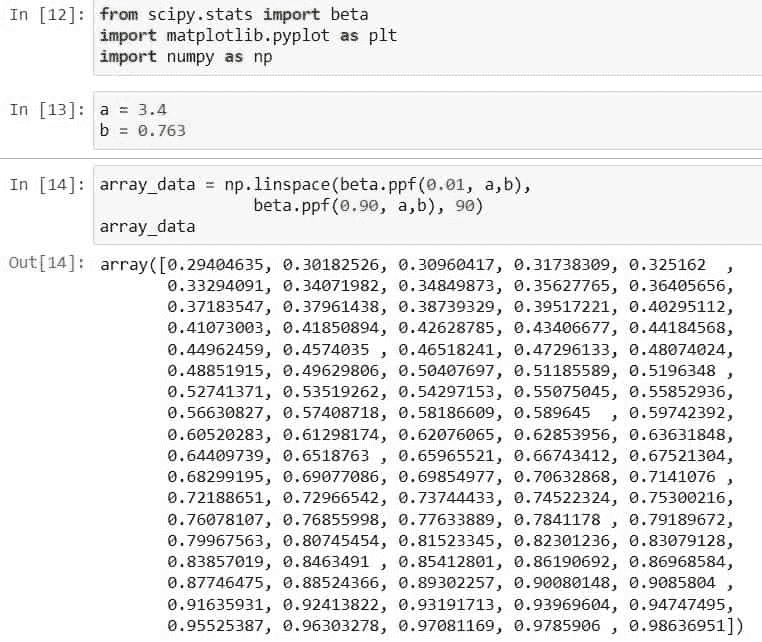 In [12]: from scipy.stats import beta
import matplotlib.pyplot as plt
import numpy as np
In [13]: a = 3.4
b = 0.763
In [14]: array_data = np.linspace(beta.ppf(0.01, a,b),
beta.ppf(0.90, a,b), 90)
array_data
Out[14]: array([0.29404635, 0.30182526, 0.30960417, 0.31738309, 0.325162  ,
0.33294091, 0.34071982, 0.34849873, 0.35627765, 0.36405656,
0.37183547, 0.37961438, 0.38739329, 0.39517221, 0.40295112,
0.41073003, 0.41850894, 0.42628785, 0.43406677, 0.44184568,
0.44962459, 0.4574035 , 0.46518241, 0.47296133, 0.48074024,
0.48851915, 0.49629806, 0.50407697, 0.51185589, 0.5196348 ,
0.52741371, 0.53519262, 0.54297153, 0.55075045, 0.55852936,
0.56630827, 0.57408718, 0.58186609, 0.589645  , 0.59742392,
0.60520283, 0.61298174, 0.62076065, 0.62853956, 0.63631848,
0.64409739, 0.6518763 , 0.65965521, 0.66743412, 0.67521304,
0.68299195, 0.69077086, 0.69854977, 0.70632868, 0.7141076 ,
0.72188651, 0.72966542, 0.73744433, 0.74522324, 0.75300216,
0.76078107, 0.76855998, 0.77633889, 0.7841178 , 0.79189672,
0.79967563, 0.80745454, 0.81523345, 0.82301236, 0.83079128,
0.83857019, 0.8463491 , 0.85412801, 0.86190692, 0.86968584,
0.87746475, 0.88524366, 0.89302257, 0.90080148, 0.9085804 ,
0.91635931, 0.92413822, 0.93191713, 0.93969604, 0.94747495,
0.95525387, 0.96303278, 0.97081169, 0.9785906 , 0.98636951])